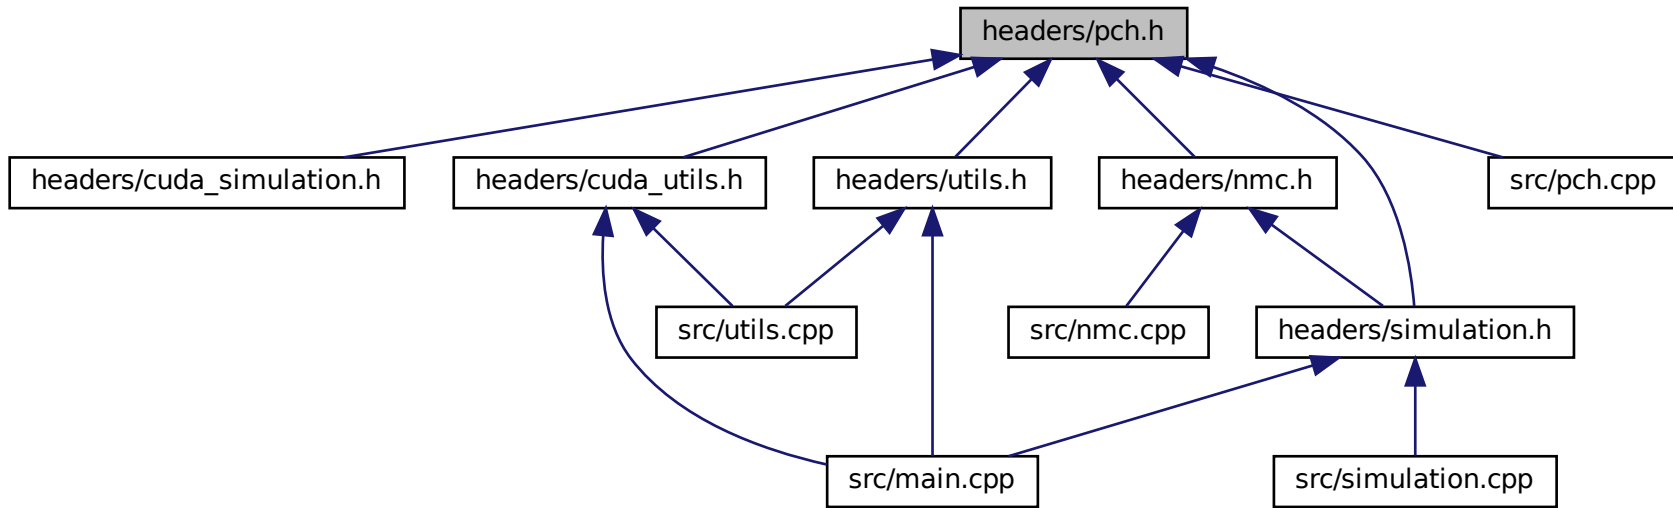 headers/pch.h
headers/cuda_simulation.h
headers/cuda_utils.h
headers/utils.h
headers/nmc.h
src/pch.cpp
src/utils.cpp
src/nmc.cpp
headers/simulation.h
src/main.cpp
src/simulation.cpp